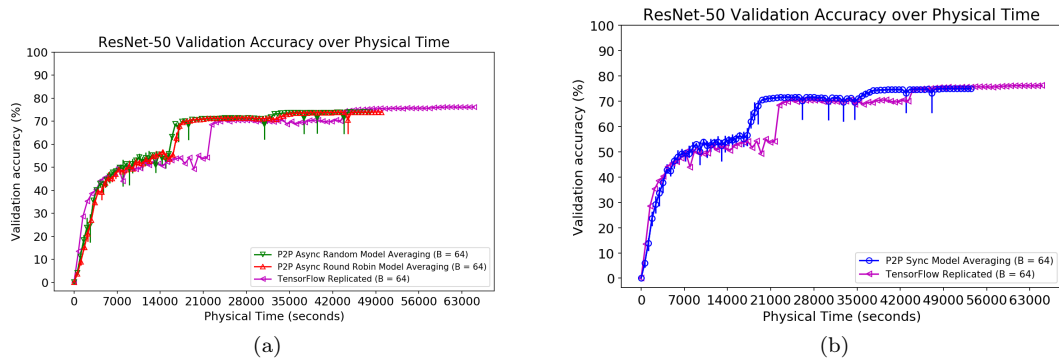 ResNet-50 Validation Accuracy over Physical Time
100
90
80
70
60
50
40
30
20
10
0
Validation accuracy (%)
P2P Async Random Model Averaging (B = 64)
P2P Async Round Robin Model Averaging (B = 64)
TensorFlow Replicated (B = 64)
0 7000 14000 21000 28000 35000 42000 49000 56000 63000
Physical Time (seconds)
(a)
ResNet-50 Validation Accuracy over Physical Time
100
90
80
70
60
50
40
30
20
10
0
Validation accuracy (%)
P2P Sync Model Averaging (B = 64)
TensorFlow Replicated (B = 64)
0 7000 14000 21000 28000 35000 42000 49000 56000 63000
Physical Time (seconds)
(b)